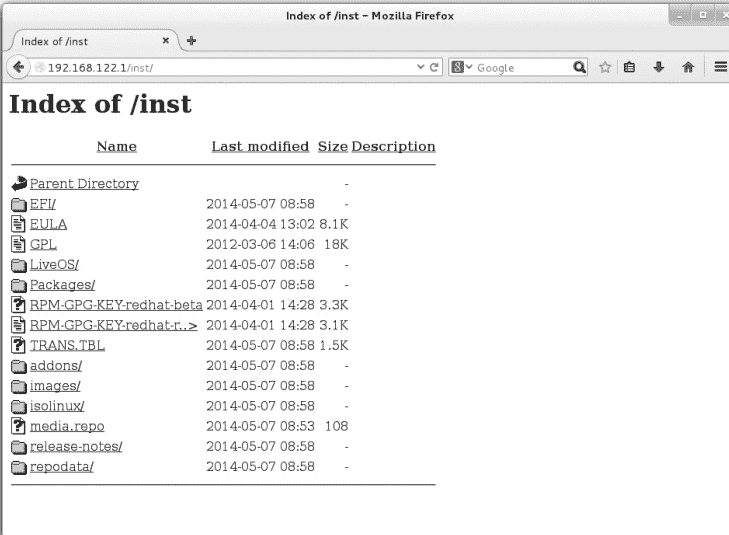 Index of /inst - Mozilla Firefox
Index of /inst
192.168.122.1/inst/
Google
Index of /inst
Name Last modified Size Description
Parent Directory -
EFI/ 2014-05-07 08:58 -
EULA 2014-04-04 13:02 8.1K
GPL 2012-03-06 14:06 18K
LiveOS/ 2014-05-07 08:58 -
Packages/ 2014-05-07 08:58 -
RPM-GPG-KEY-redhat-beta 2014-04-01 14:28 3.3K
RPM-GPG-KEY-redhat-r..> 2014-04-01 14:28 3.1K
TRANS.TBL 2014-05-07 08:58 1.5K
addons/ 2014-05-07 08:58 -
images/ 2014-05-07 08:58 -
isolinux/ 2014-05-07 08:58 -
media.repo 2014-05-07 08:53 108
release-notes/ 2014-05-07 08:58 -
repodata/ 2014-05-07 08:58 -